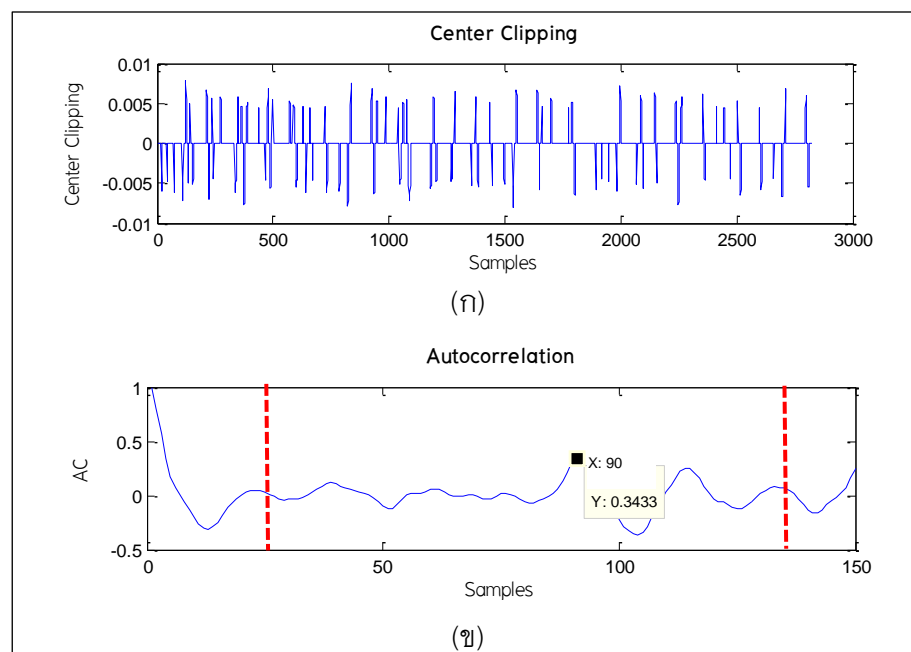 Center Clipping
0.01
0.005
0
-0.005
-0.01
Center Clipping
0 500 1000 1500 2000 2500 3000
Samples
(ก)
Autocorrelation
1
0.5
0
-0.5
AC
X: 90
Y: 0.3433
0 50 100 150
Samples
(ข)